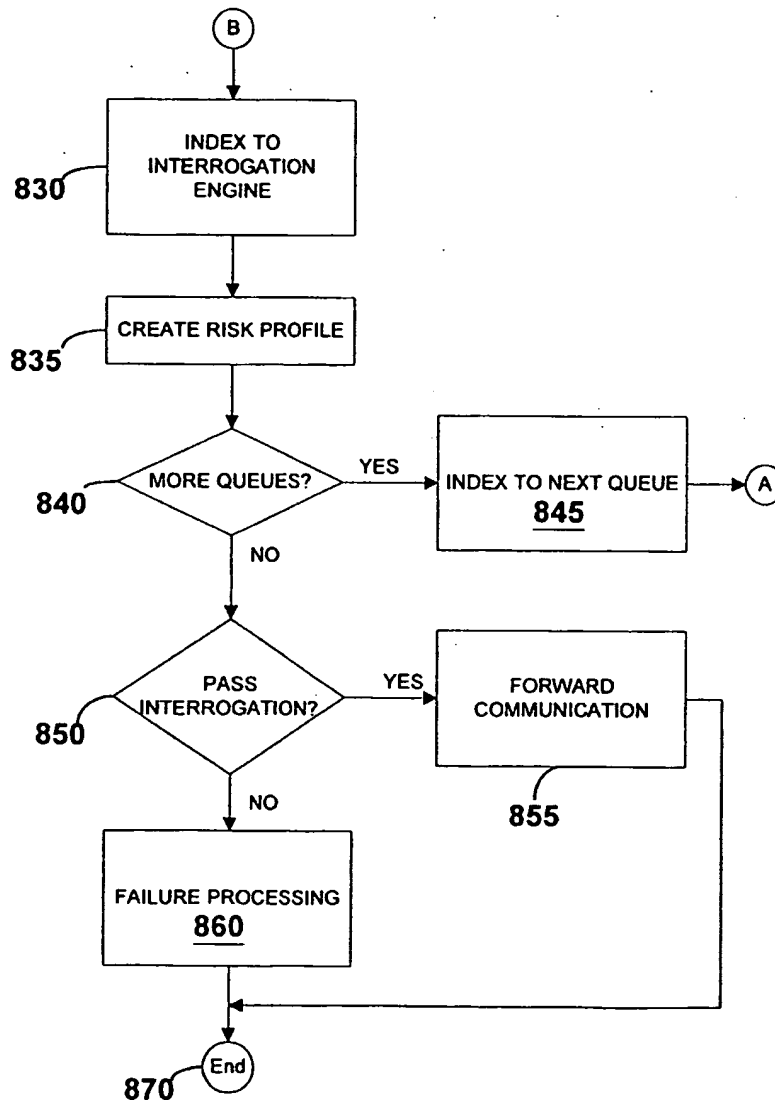 B
INDEX TO
INTERROGATION
ENGINE
830
CREATE RISK PROFILE
835
MORE QUEUES?
840
YES
INDEX TO NEXT QUEUE
845
A
NO
PASS
INTERROGATION?
850
YES
FORWARD
COMMUNICATION
855
NO
FAILURE PROCESSING
860
End
870